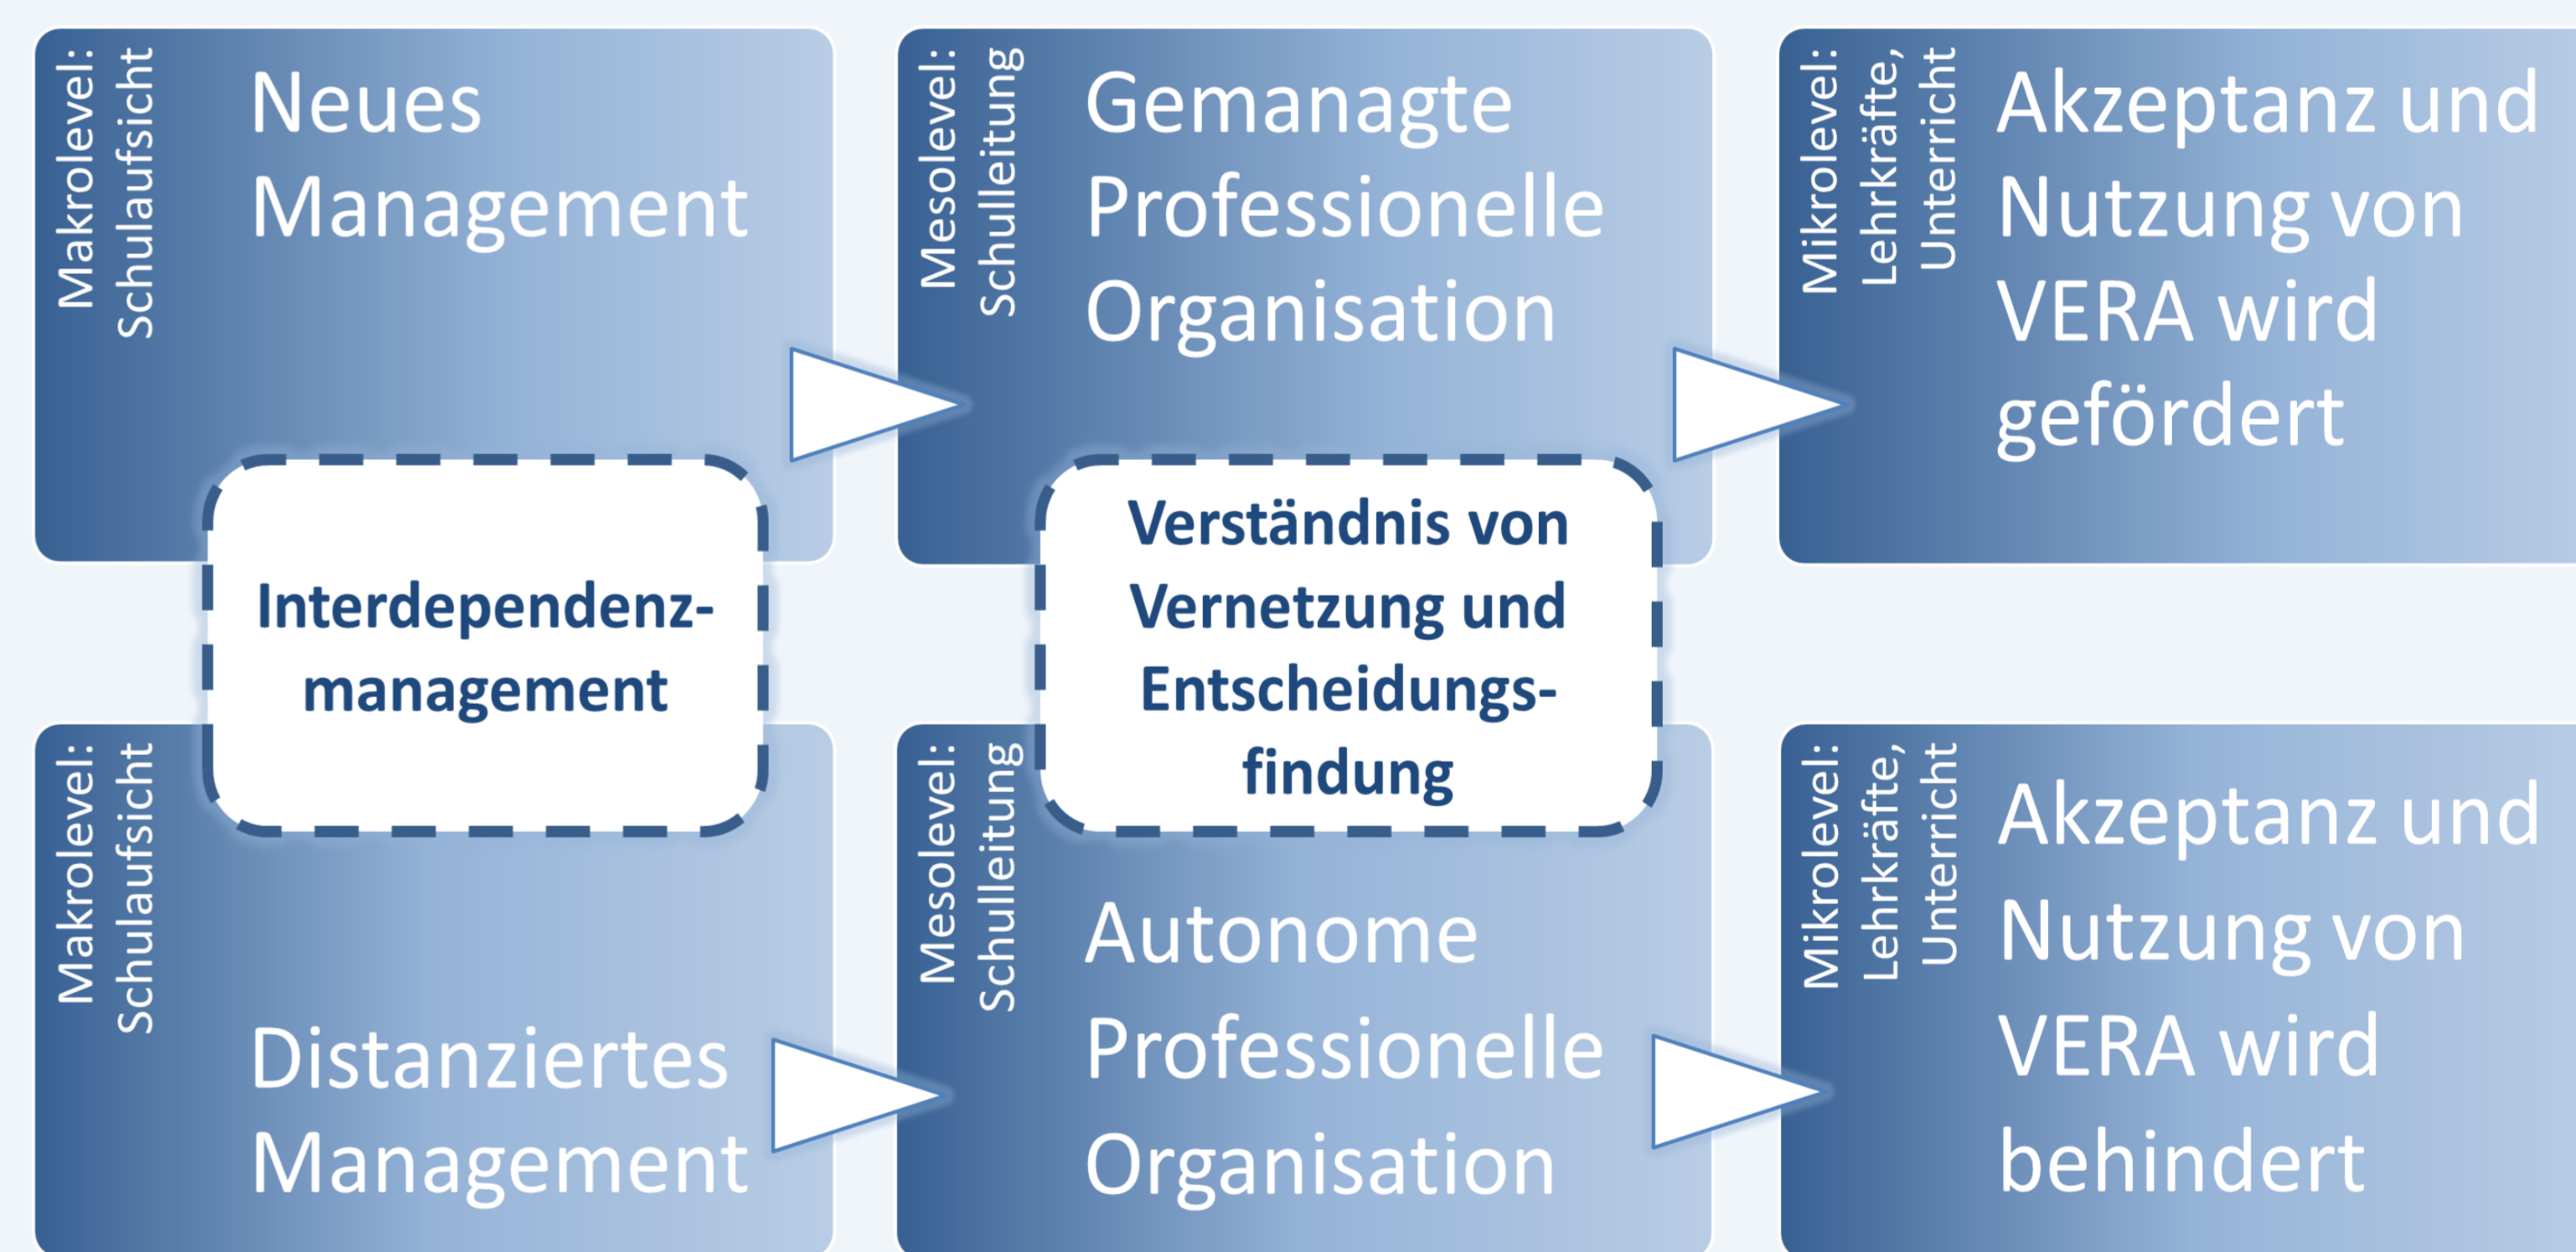 Makrolevel:
Schulaufsicht
Neues
Management
Mesolevel:
Schulleitung
Gemanagte
Professionelle
Organisation
Mikrolevel:
Lehrkräfte,
Unterricht
Akzeptanz und
Nutzung von
VERA wird
gefördert
Interdependenz-
management
Verständnis von
Vernetzung und
Entscheidungs-
findung
Makrolevel:
Schulaufsicht
Distanziertes
Management
Mesolevel:
Schulleitung
Autonome
Professionelle
Organisation
Mikrolevel:
Lehrkräfte,
Unterricht
Akzeptanz und
Nutzung von
VERA wird
behindert